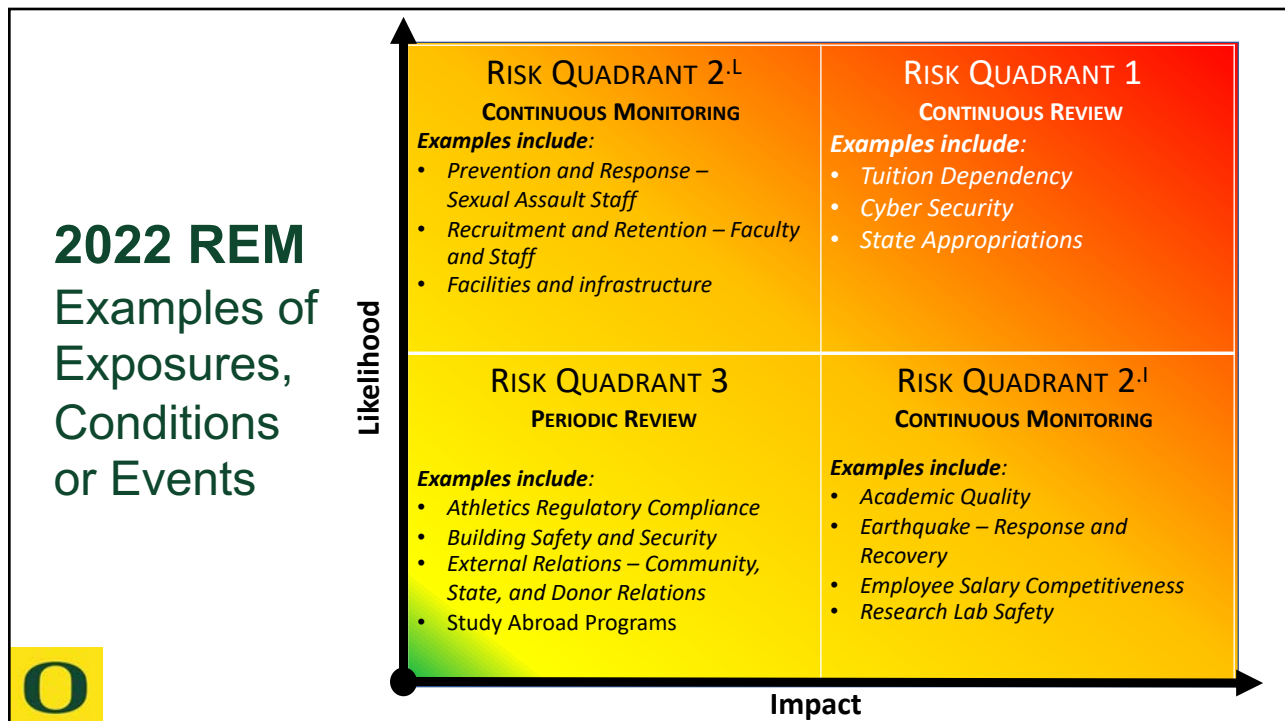 2022 REM
Examples of
Exposures,
Conditions
or Events
Likelihood
RISK QUADRANT 2.L
CONTINUOUS MONITORING
Examples include:
• Prevention and Response –
Sexual Assault Staff
• Recruitment and Retention – Faculty
and Staff
• Facilities and infrastructure
RISK QUADRANT 1
CONTINUOUS REVIEW
Examples include:
• Tuition Dependency
• Cyber Security
• State Appropriations
RISK QUADRANT 3
PERIODIC REVIEW
Examples include:
• Athletics Regulatory Compliance
• Building Safety and Security
• External Relations – Community,
State, and Donor Relations
• Study Abroad Programs
RISK QUADRANT 2.I
CONTINUOUS MONITORING
Examples include:
• Academic Quality
• Earthquake – Response and
Recovery
• Employee Salary Competitiveness
• Research Lab Safety
Impact
O